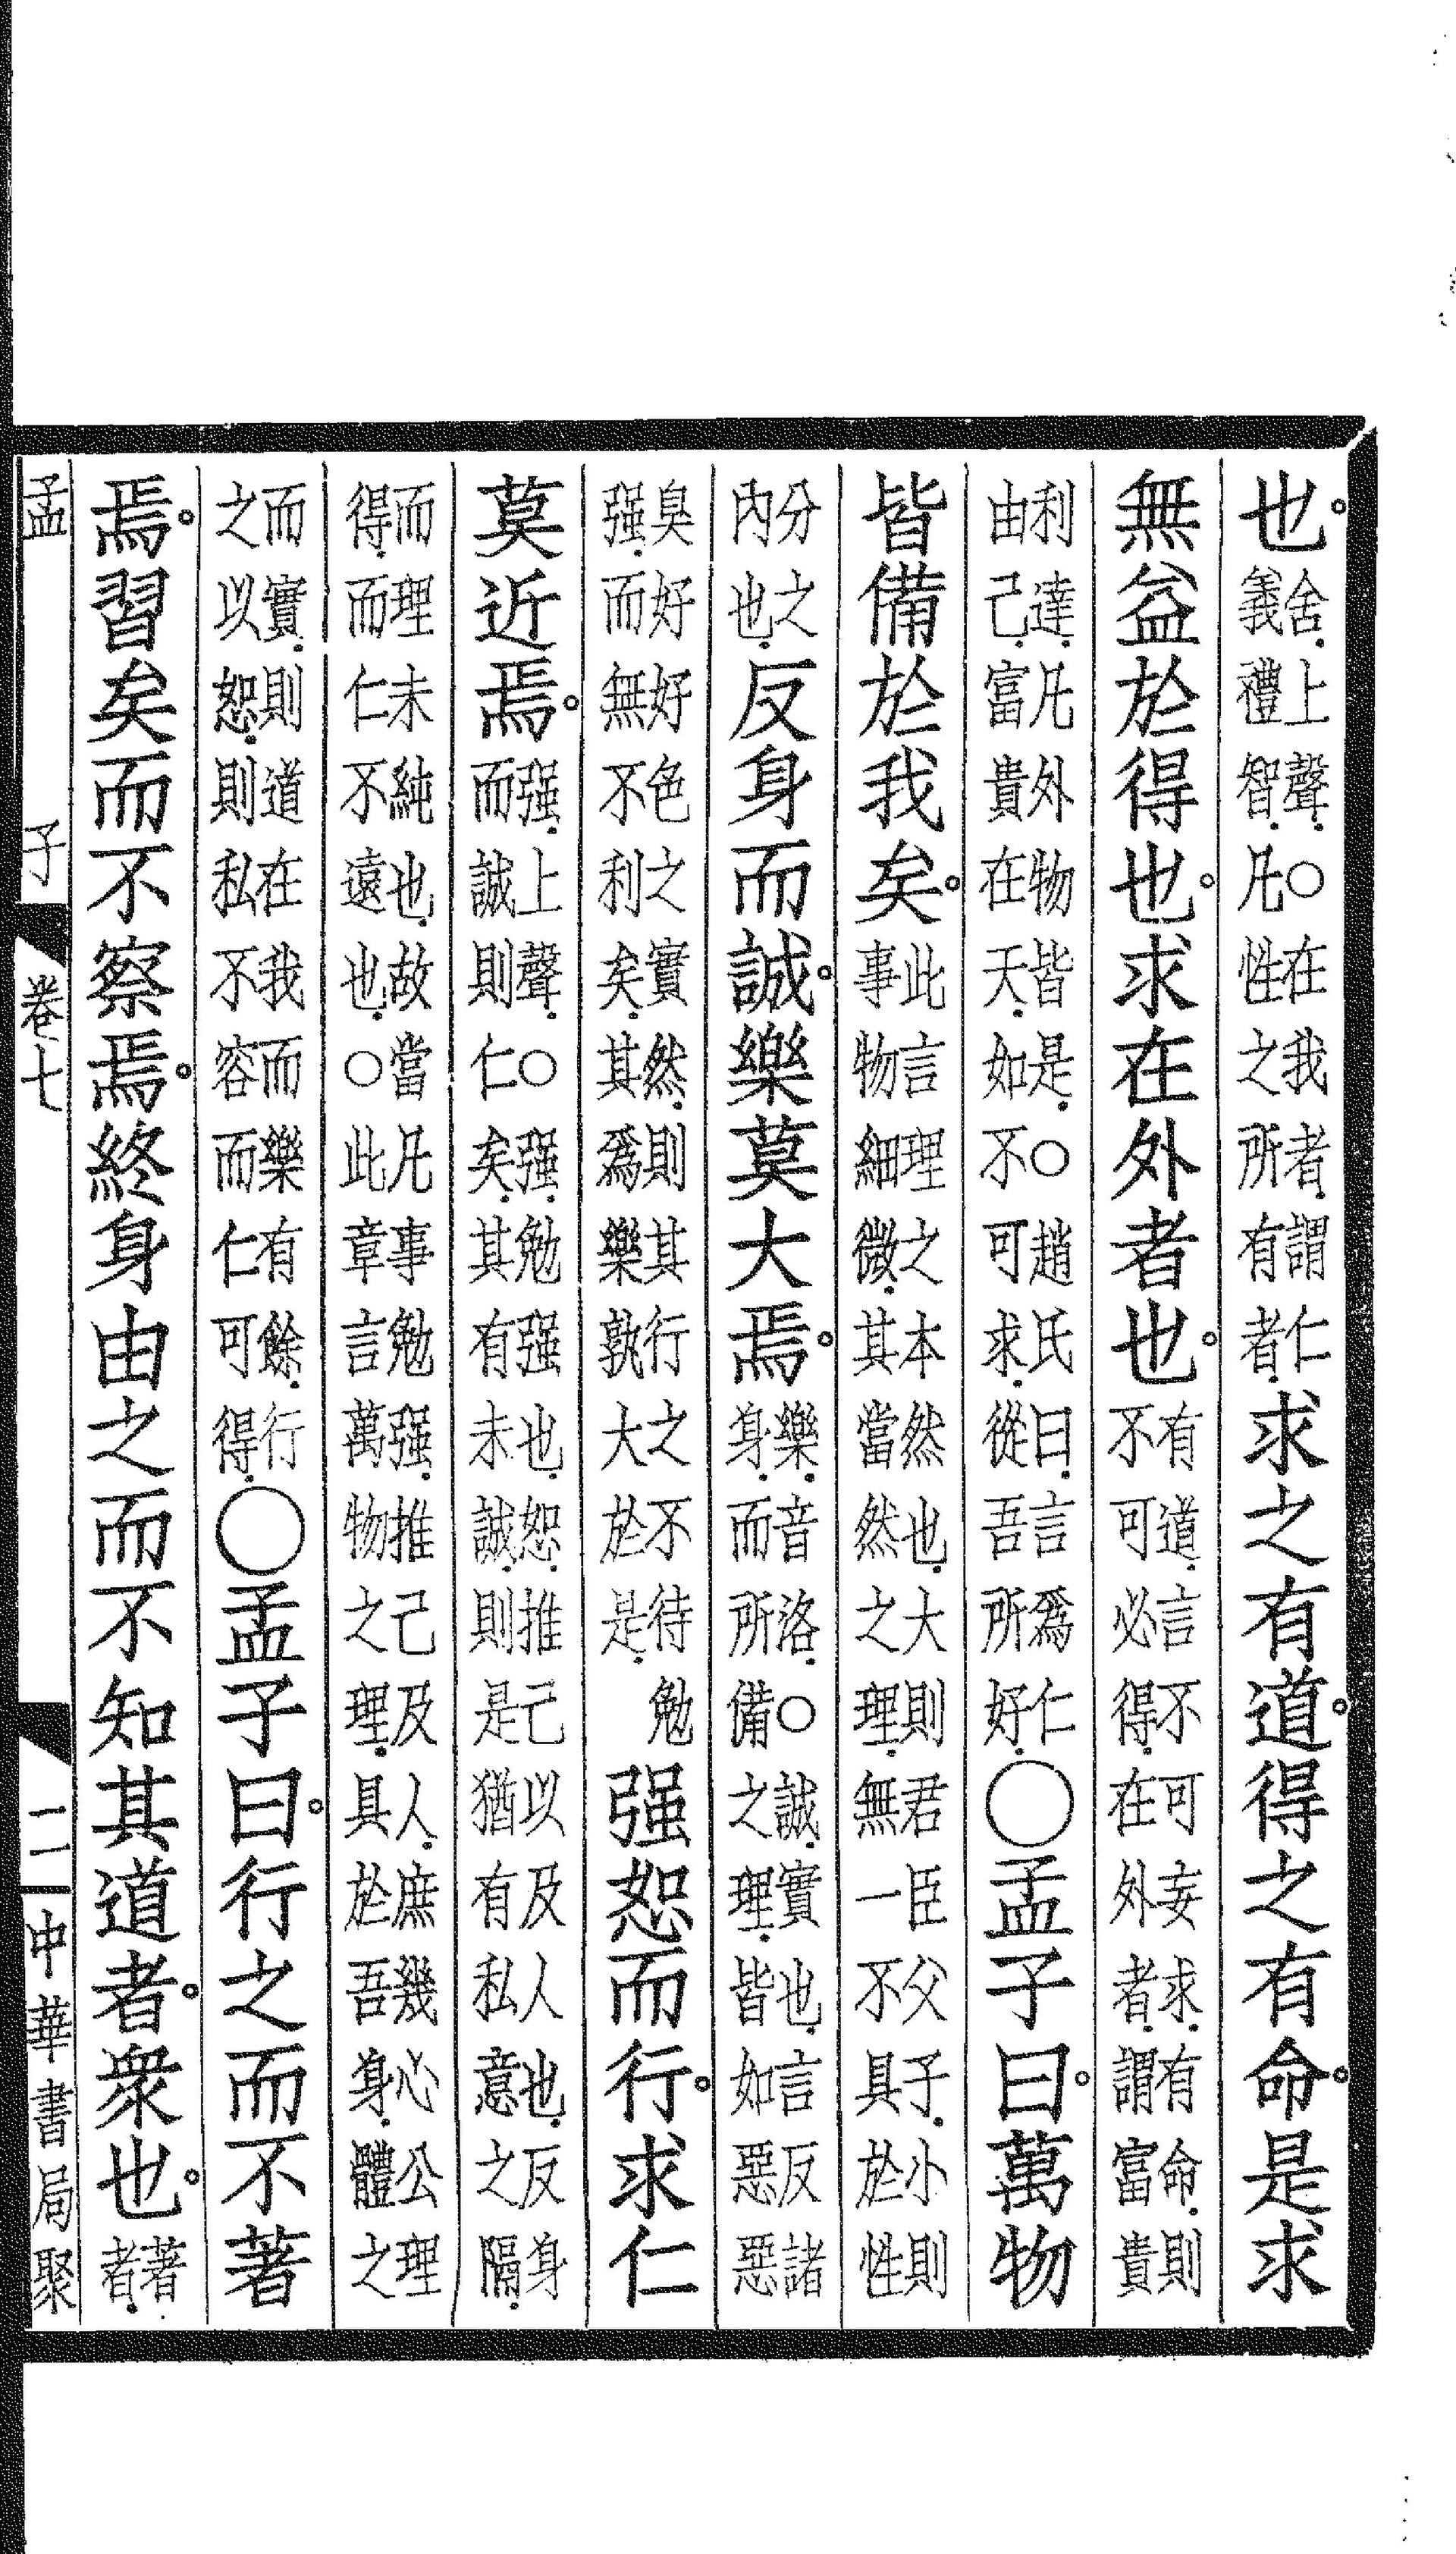 也。舍．上聲．○在我者．謂仁義禮智．凡性之所有者．求之有道。得之有命。是求
無益於得也。求在外者也。有道．言不可妄求．有命．則不可必得．在外者．謂富貴
利達．凡外物皆是．○趙氏曰．言爲仁由己．富貴在天．如不可求．從吾所好．○孟子曰。萬物
皆備於我矣。此言理之本然也．大則君臣父子．小則事物細微．其當然之理．無一不具於性
分之內也．反身而誠。樂莫大焉。樂．音洛．○誠．實也．言反諸身．而所備之理．皆如惡惡
臭好好色之實然．則其行之不待勉强．而無不利矣．其爲樂孰大於是．强恕而行。求仁
莫近焉。强．上聲．○强．勉强也．恕．推己以及人也．反身而誠則仁矣．其有未誠．則是猶有私意之隔．
而理未純也．故當凡事勉强．推己及人．庶幾心公理得．而仁不遠也．○此章言萬物之理．具於吾身．體之
而實．則道在我而樂有餘．行之以恕．則私不容而仁可得．○孟子曰。行之而不著
焉。習矣而不察焉。終身由之而不知其道者。衆也。著者．
孟子 卷七 二 中華書局聚